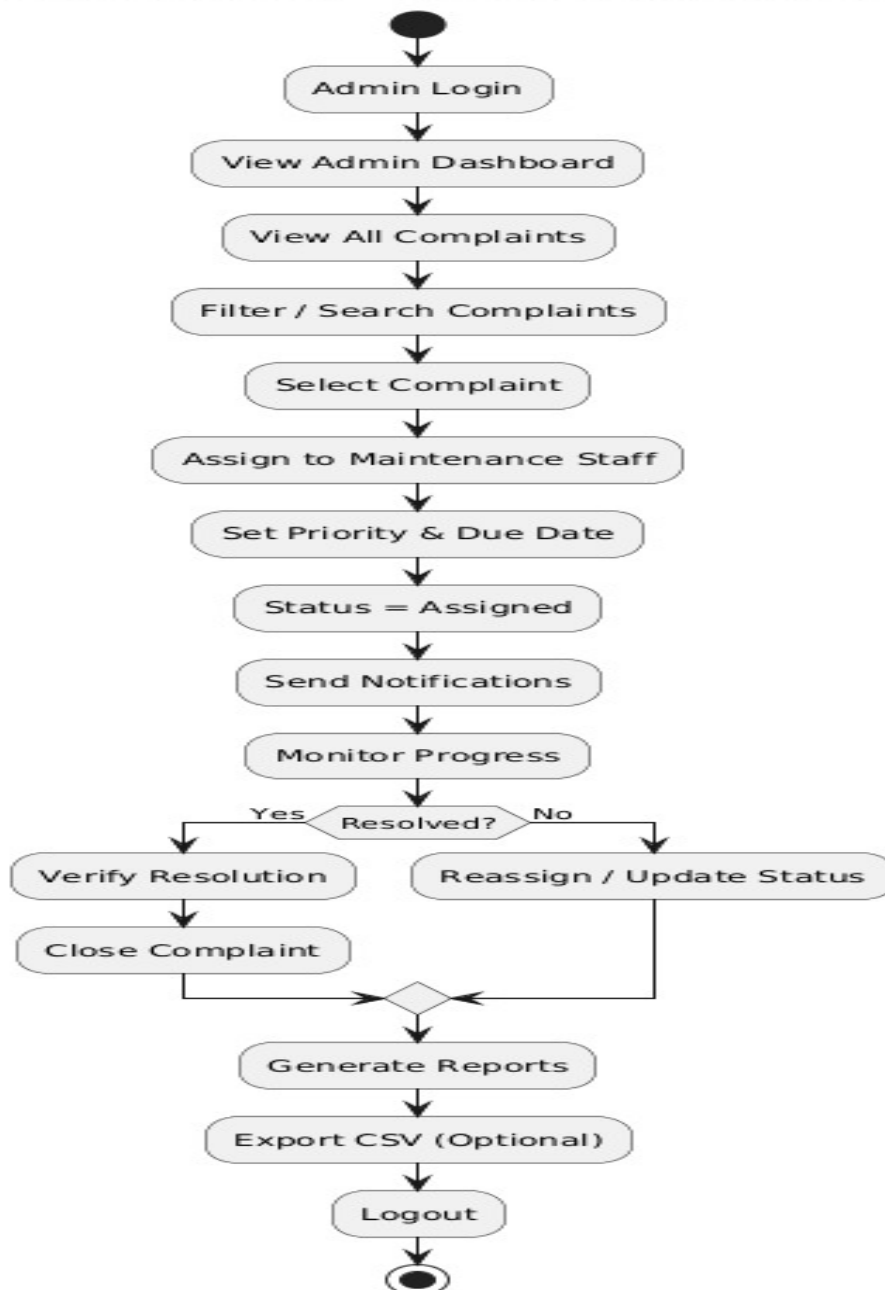 Admin Login
View Admin Dashboard
View All Complaints
Filter / Search Complaints
Select Complaint
Assign to Maintenance Staff
Set Priority & Due Date
Status = Assigned
Send Notifications
Monitor Progress
Yes
Resolved?
No
Verify Resolution
Reassign / Update Status
Close Complaint
Generate Reports
Export CSV (Optional)
Logout